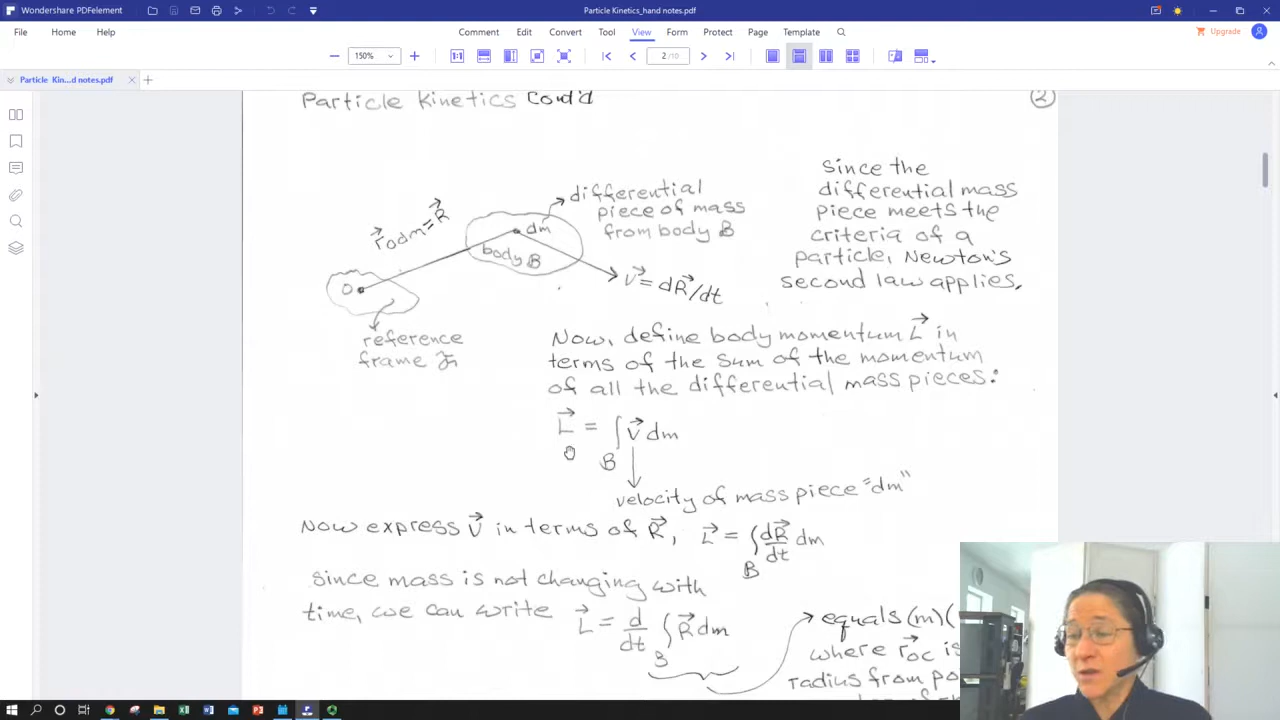 Wondershare PDFelement
Particle Kinetics_hand notes.pdf
File Home Help
Comment Edit Convert Tool View Form Protect Page Template
Upgrade
150%
2 /10
Particle Kin...d notes.pdf
Particle Kinetics Cont'd
2
differential
piece of mass
from body B
r0dm=R
dm
body B
O
V = dR/dt
reference
frame
Since the
differential mass
piece meets the
criteria of a
particle, Newton's
second law applies.
Now, define body momentum L in
terms of the sum of the momentum
of all the differential mass pieces:
L = ∫ V dm
B
velocity of mass piece "dm"
Now express V in terms of R, L = ∫ dR/dt dm
B
since mass is not changing with
time, we can write L = d/dt ∫ R dm
B
equals (m)(
where roc is
radius from po